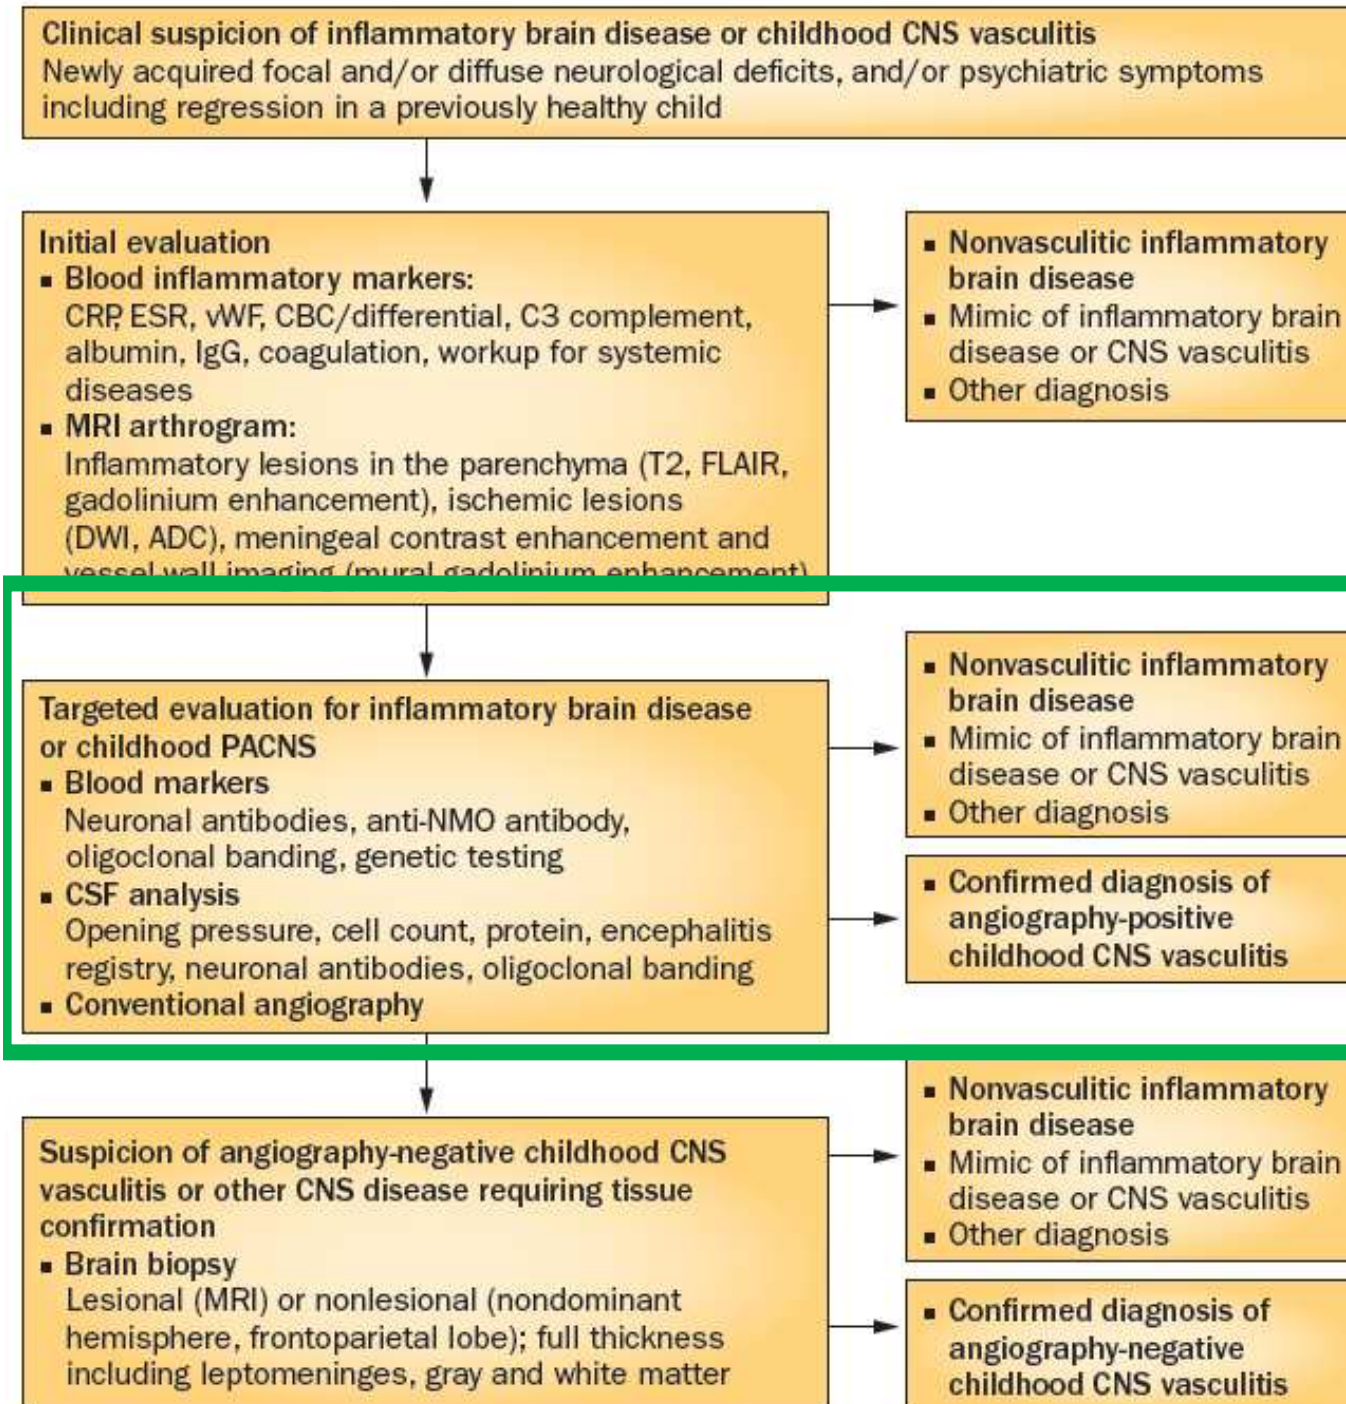 Clinical suspicion of inflammatory brain disease or childhood CNS vasculitis
Newly acquired focal and/or diffuse neurological deficits, and/or psychiatric symptoms
including regression in a previously healthy child
Initial evaluation
▪ Blood inflammatory markers:
CRP, ESR, vWF, CBC/differential, C3 complement,
albumin, IgG, coagulation, workup for systemic
diseases
▪ MRI arthrogram:
Inflammatory lesions in the parenchyma (T2, FLAIR,
gadolinium enhancement), ischemic lesions
(DWI, ADC), meningeal contrast enhancement and
vessel-wall imaging (mural gadolinium enhancement)
▪ Nonvasculitic inflammatory
brain disease
▪ Mimic of inflammatory brain
disease or CNS vasculitis
▪ Other diagnosis
Targeted evaluation for inflammatory brain disease
or childhood PACNS
▪ Blood markers
Neuronal antibodies, anti-NMO antibody,
oligoclonal banding, genetic testing
▪ CSF analysis
Opening pressure, cell count, protein, encephalitis
registry, neuronal antibodies, oligoclonal banding
▪ Conventional angiography
▪ Nonvasculitic inflammatory
brain disease
▪ Mimic of inflammatory brain
disease or CNS vasculitis
▪ Other diagnosis
▪ Confirmed diagnosis of
angiography-positive
childhood CNS vasculitis
Suspicion of angiography-negative childhood CNS
vasculitis or other CNS disease requiring tissue
confirmation
▪ Brain biopsy
Lesional (MRI) or nonlesional (nondominant
hemisphere, frontoparietal lobe); full thickness
including leptomeninges, gray and white matter
▪ Nonvasculitic inflammatory
brain disease
▪ Mimic of inflammatory brain
disease or CNS vasculitis
▪ Other diagnosis
▪ Confirmed diagnosis of
angiography-negative
childhood CNS vasculitis